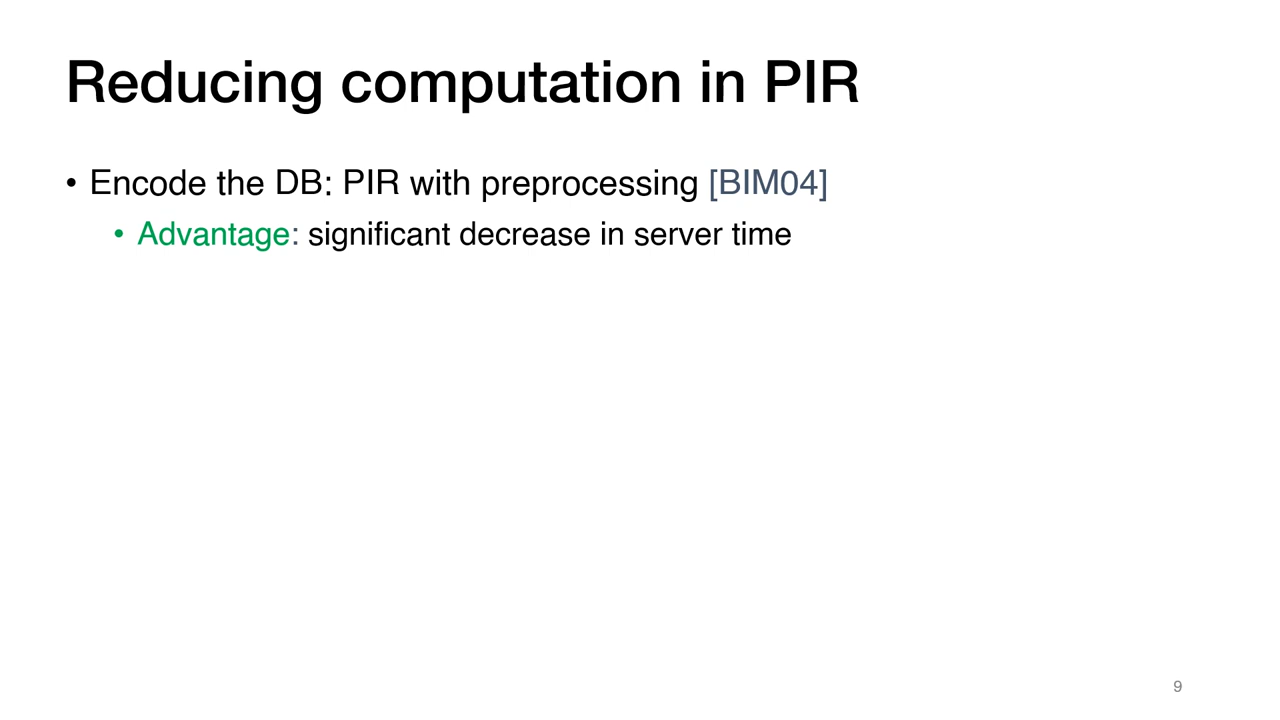 Reducing computation in PIR
• Encode the DB: PIR with preprocessing [BIM04]
• Advantage: significant decrease in server time
9